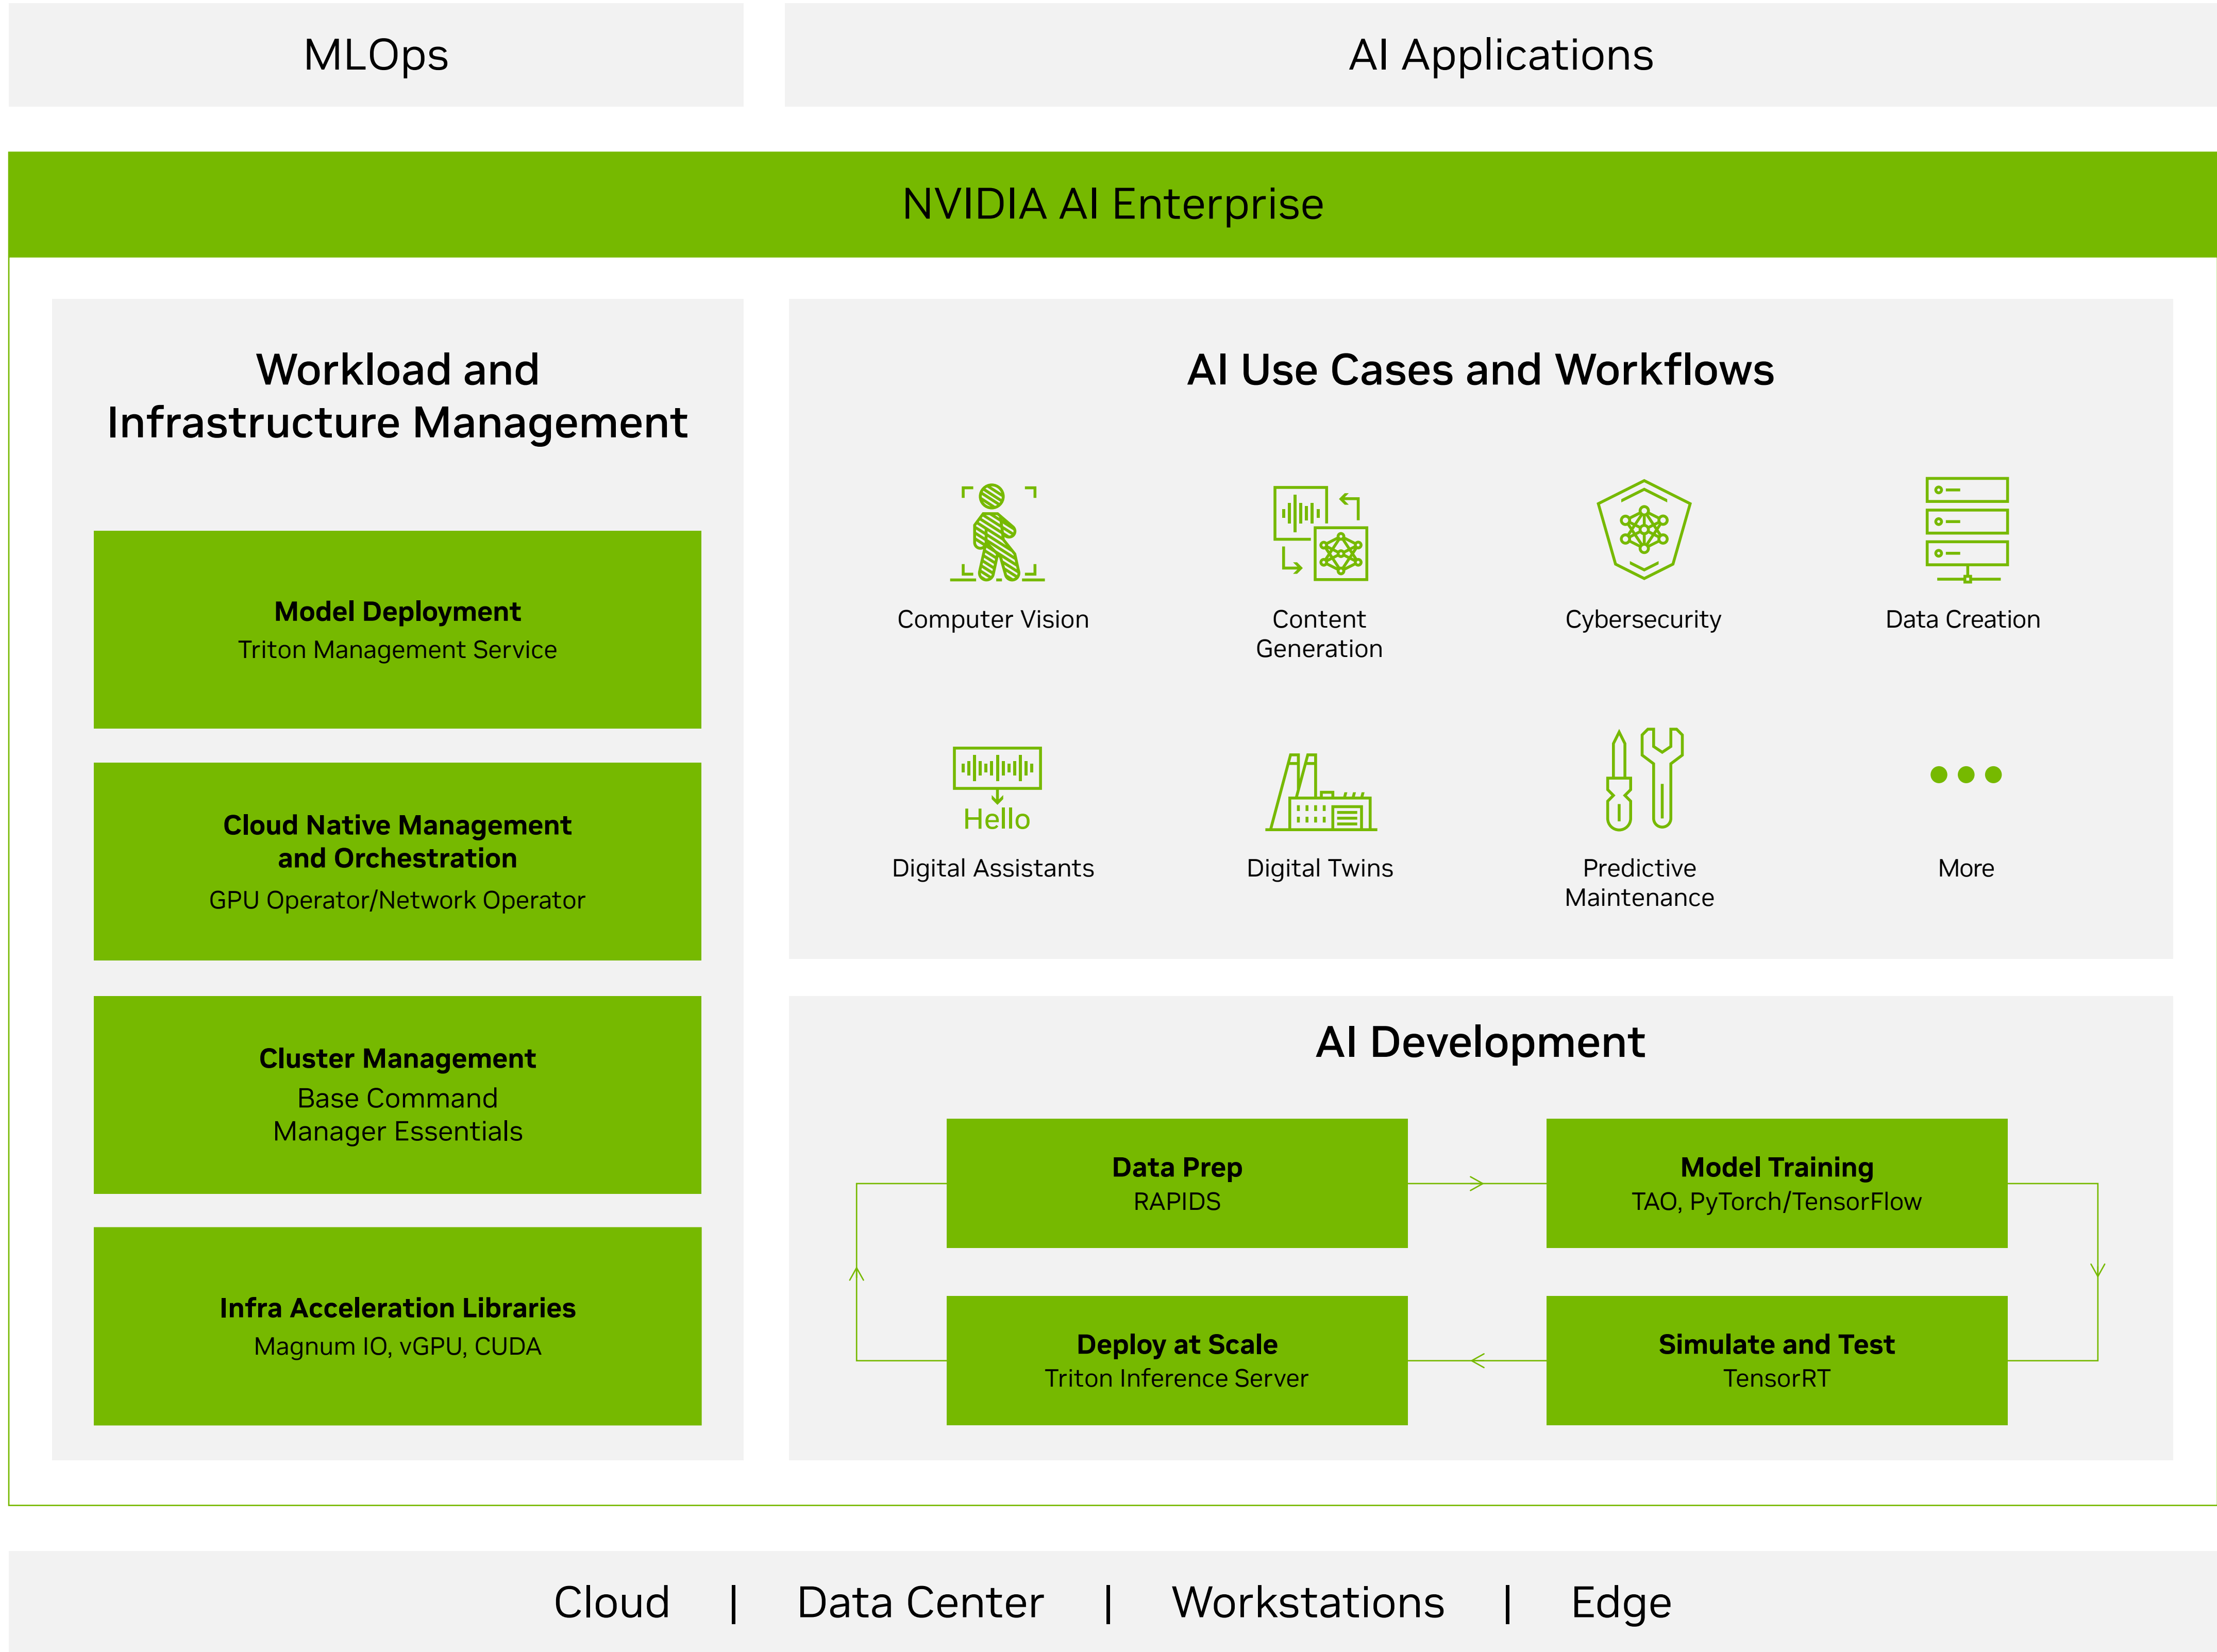 MLOps
AI Applications
NVIDIA AI Enterprise
Workload and
Infrastructure Management
Model Deployment
Triton Management Service
Cloud Native Management
and Orchestration
GPU Operator/Network Operator
Cluster Management
Base Command
Manager Essentials
Infra Acceleration Libraries
Magnum IO, vGPU, CUDA
AI Use Cases and Workflows
Computer Vision
Content
Generation
Cybersecurity
Data Creation
Hello
Digital Assistants
Digital Twins
Predictive
Maintenance
More
AI Development
Data Prep
RAPIDS
Model Training
TAO, PyTorch/TensorFlow
Deploy at Scale
Triton Inference Server
Simulate and Test
TensorRT
Cloud | Data Center | Workstations | Edge